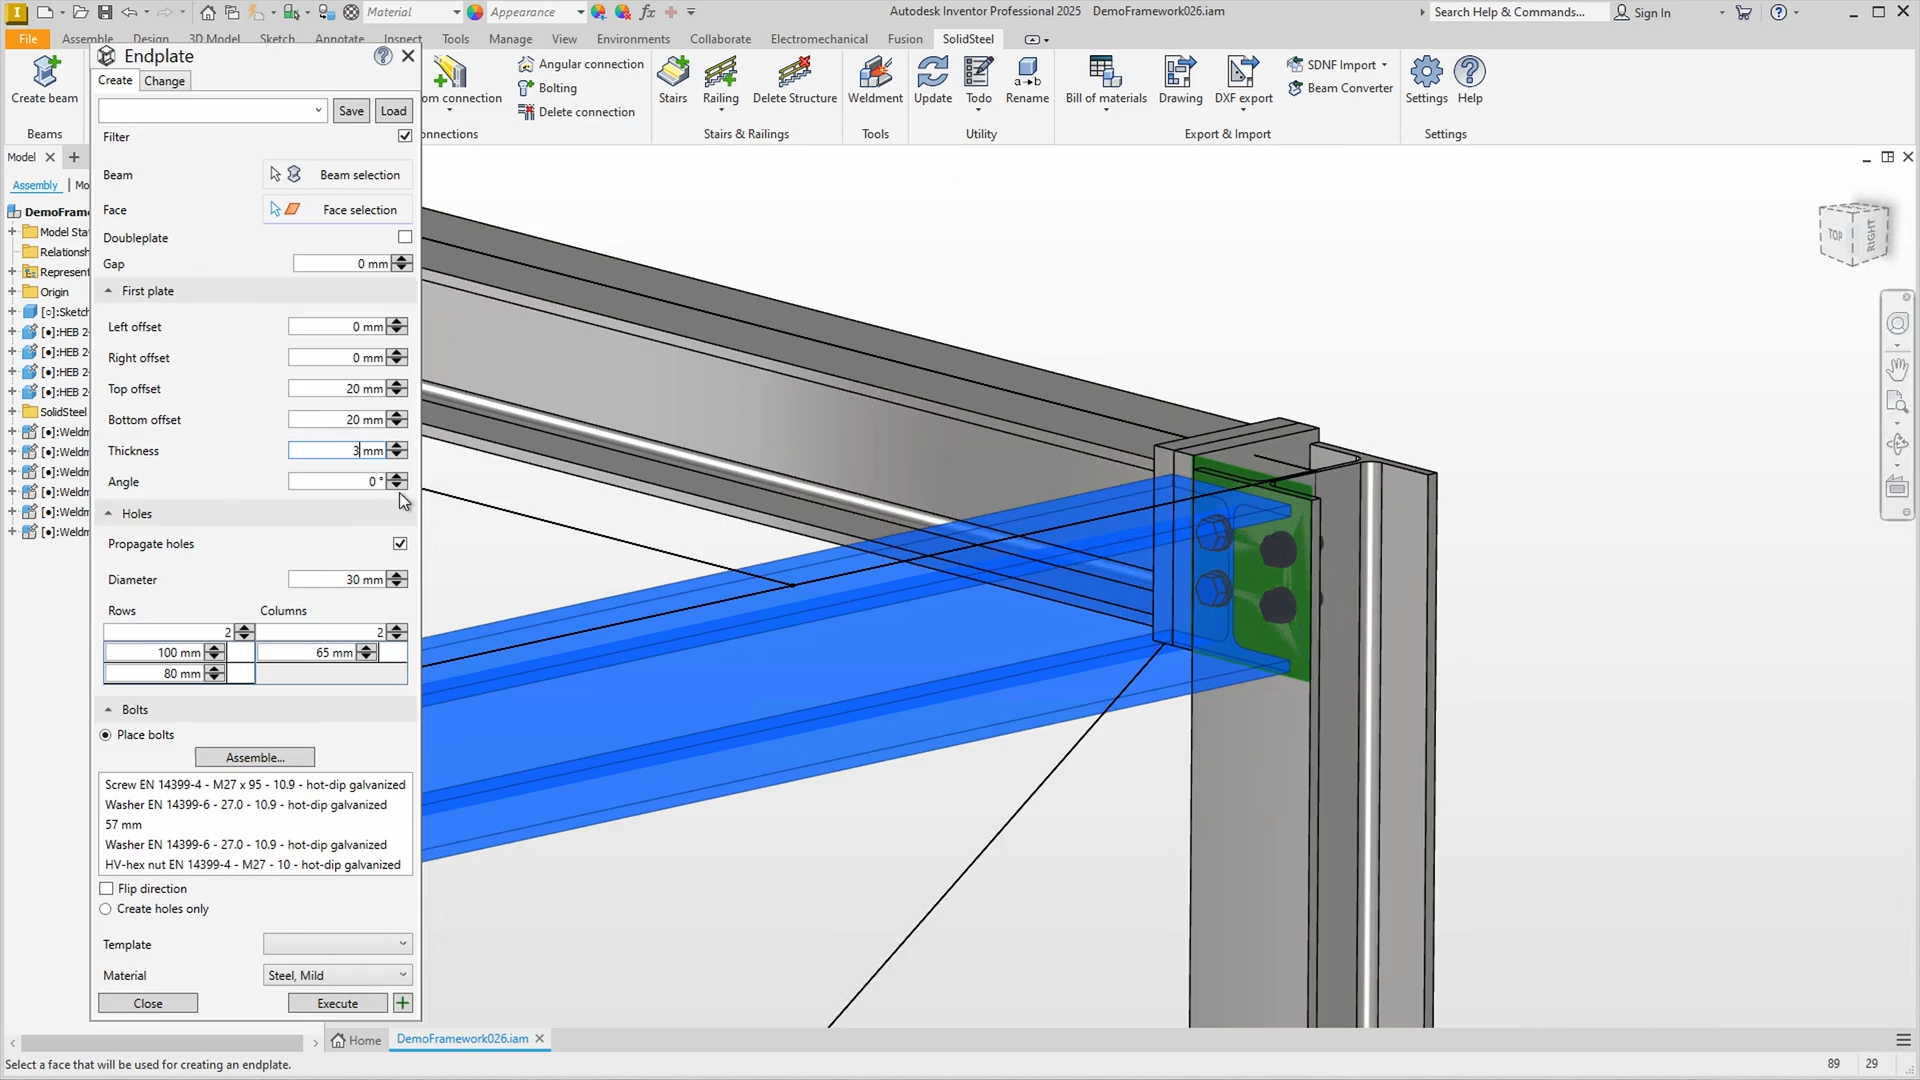 Material
Appearance
Autodesk Inventor Professional 2025 DemoFramework026.iam
Search Help & Commands...
Sign In
File
Assemble
Design
3D Model
Sketch
Annotate
Inspect
Tools
Manage
View
Environments
Collaborate
Electromechanical
Fusion
SolidSteel
Create beam
Beams
om connection
Angular connection
Bolting
Delete connection
nnections
Stairs
Railing
Delete Structure
Stairs & Railings
Weldment
Tools
Update
Todo
Rename
Utility
Bill of materials
Drawing
DXF export
SDNF Import
Beam Converter
Export & Import
Settings
Help
Settings
Model
Assembly
Mo
DemoFrame
Model Sta
Relations
Represent
Origin
[○]:Sketch
[●]:HEB 2
[●]:HEB 2
[●]:HEB 2
[●]:HEB 2
SolidSteel
[●]:Weldm
[●]:Weldm
[●]:Weldm
[●]:Weldm
[●]:Weldm
[●]:Weldm
Endplate
Create
Change
Save
Load
Filter
Beam
Beam selection
Face
Face selection
Doubleplate
Gap
0 mm
First plate
Left offset
0 mm
Right offset
0 mm
Top offset
20 mm
Bottom offset
20 mm
Thickness
3 mm
Angle
0 °
Holes
Propagate holes
Diameter
30 mm
Rows
Columns
2
2
100 mm
65 mm
80 mm
Bolts
Place bolts
Assemble...
Screw EN 14399-4 - M27 x 95 - 10.9 - hot-dip galvanized
Washer EN 14399-6 - 27.0 - 10.9 - hot-dip galvanized
57 mm
Washer EN 14399-6 - 27.0 - 10.9 - hot-dip galvanized
HV-hex nut EN 14399-4 - M27 - 10 - hot-dip galvanized
Flip direction
Create holes only
Template
Material
Steel, Mild
Close
Execute
TOP
RIGHT
Home
DemoFramework026.iam
Select a face that will be used for creating an endplate.
89
29